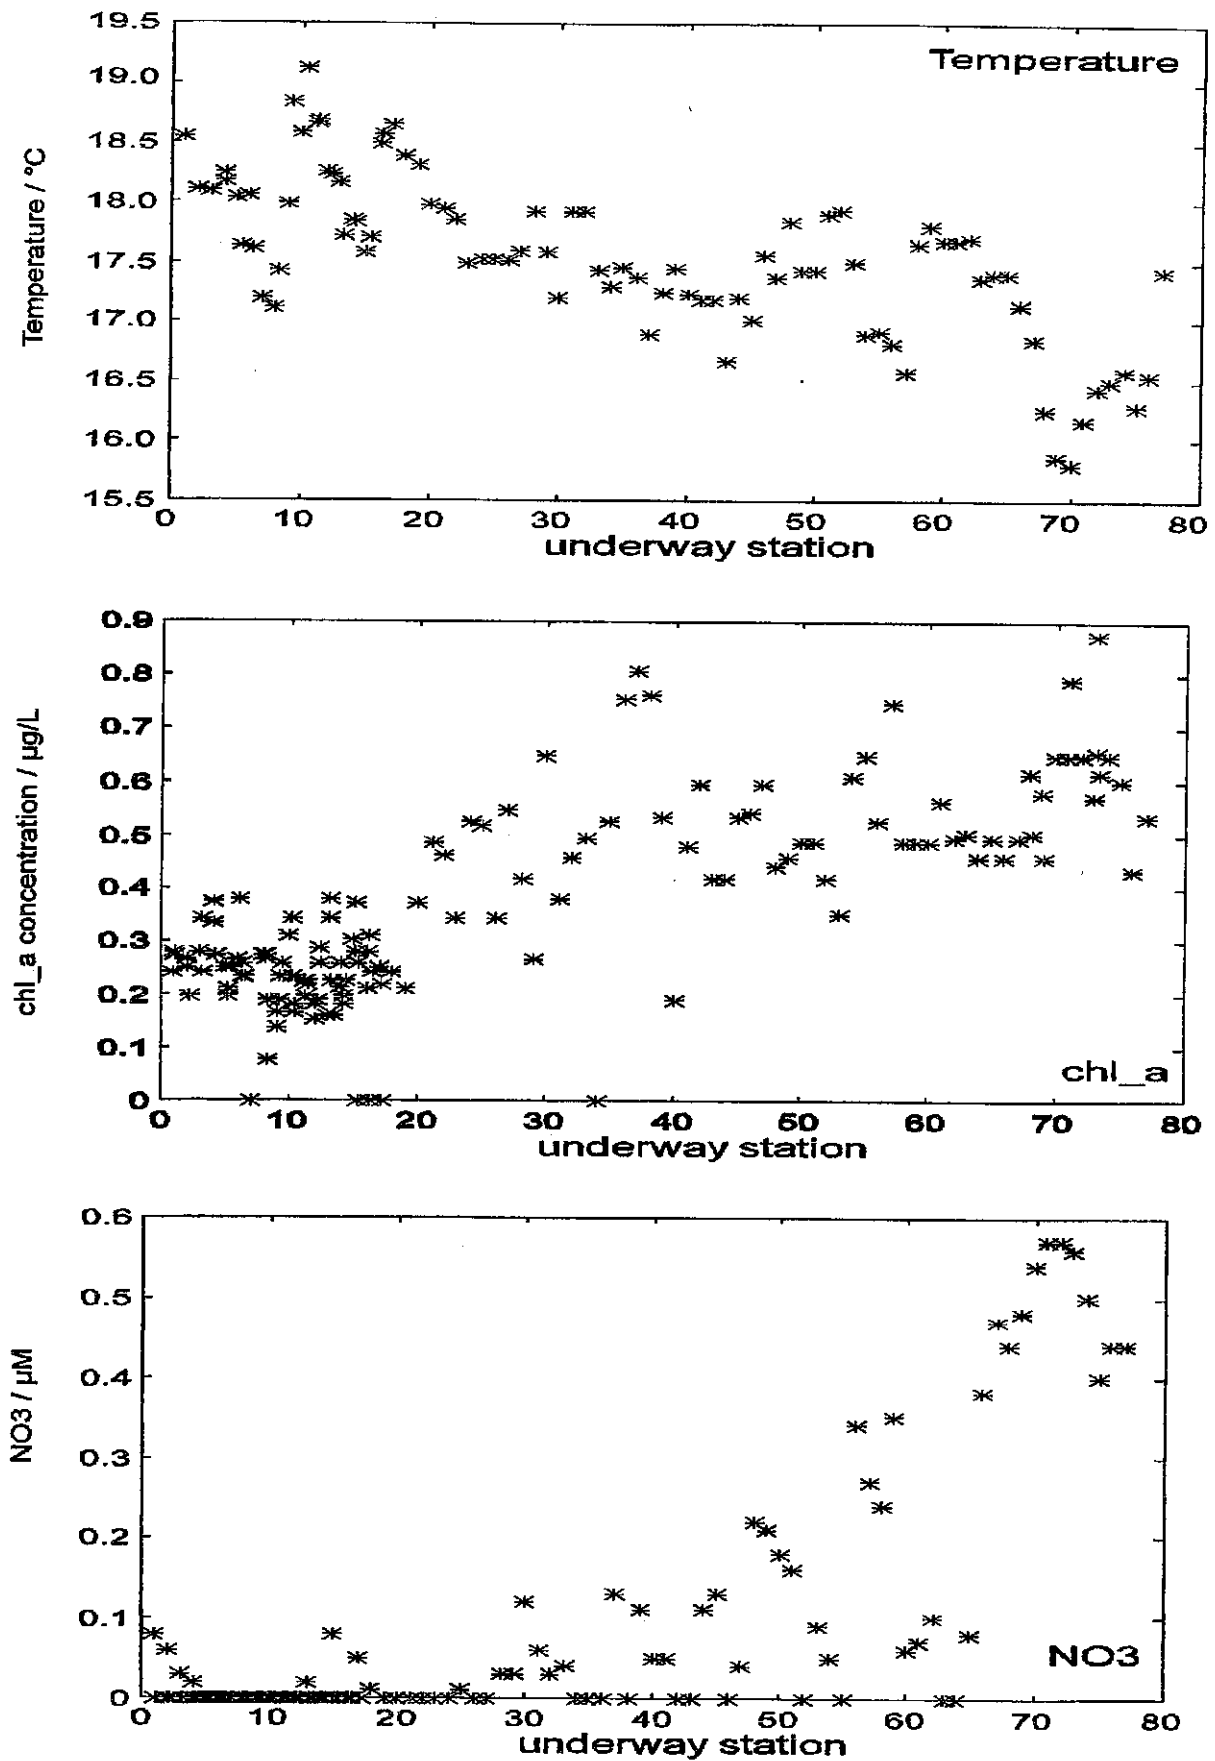 19.5
Temperature
19.0
18.5
18.0
17.5
17.0
16.5
16.0
15.5
Temperature / °C
0 10 20 30 40 50 60 70 80
underway station
0.9
0.8
0.7
0.6
0.5
0.4
0.3
0.2
0.1
0
chl_a concentration / µg/L
chl_a
0 10 20 30 40 50 60 70 80
underway station
0.6
0.5
0.4
0.3
0.2
0.1
0
NO3 / µM
NO3
0 10 20 30 40 50 60 70 80
underway station